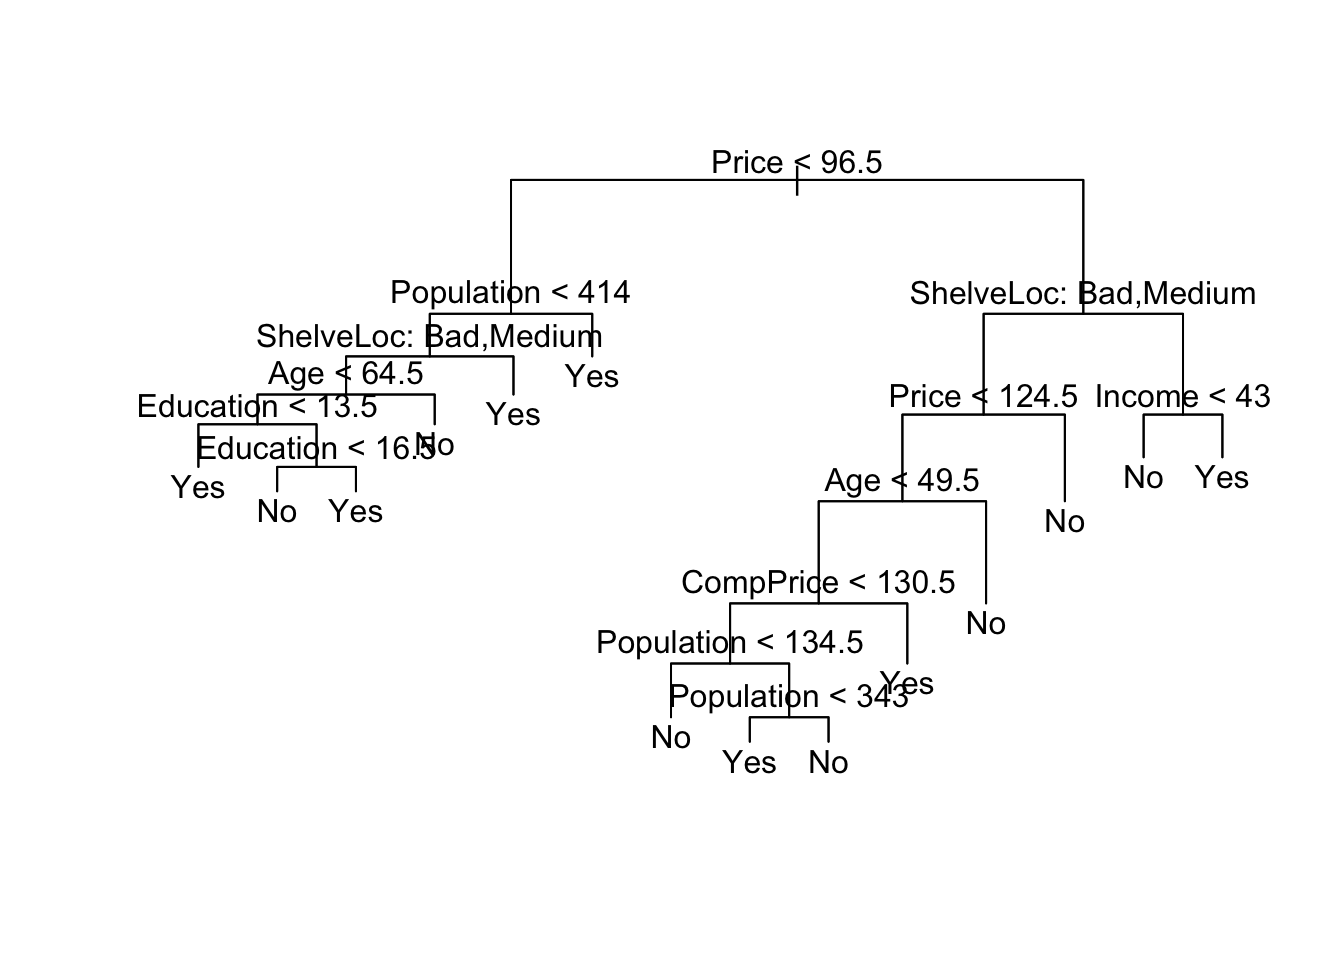 Price < 96.5
Population < 414
ShelveLoc: Bad,Medium
ShelveLoc: Bad,Medium
Age < 64.5
Yes
Education < 13.5
Price < 124.5
Income < 43
Yes
Education < 16.5
No
Yes
No
Yes
Age < 49.5
No
Yes
No
CompPrice < 130.5
No
Population < 134.5
Yes
Population < 343
No
Yes
No